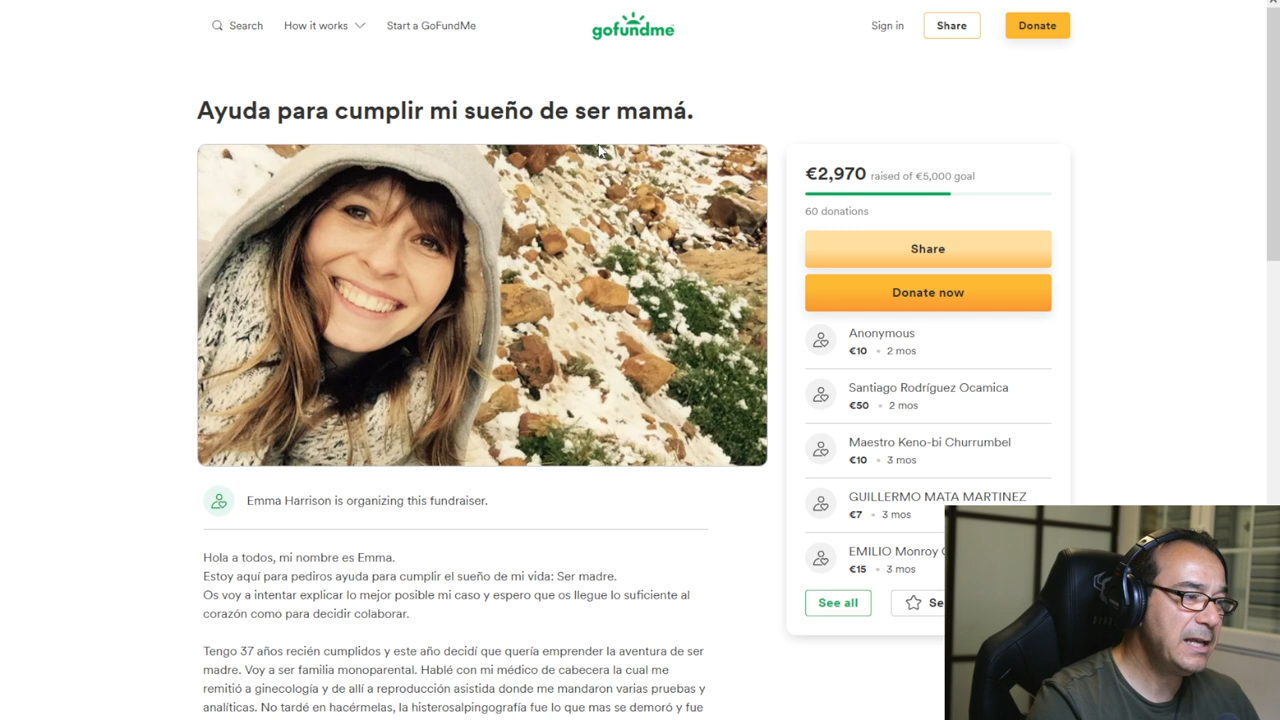 Search
How it works
Start a GoFundMe
gofundme
Sign in
Share
Donate
Ayuda para cumplir mi sueño de ser mamá.
€2,970 raised of €5,000 goal
60 donations
Share
Donate now
Anonymous
€10 • 2 mos
Santiago Rodríguez Ocamica
€50 • 2 mos
Maestro Keno-bi Churrumbel
€10 • 3 mos
GUILLERMO MATA MARTINEZ
€7 • 3 mos
EMILIO Monroy
€15 • 3 mos
See all
Emma Harrison is organizing this fundraiser.
Hola a todos, mi nombre es Emma.
Estoy aquí para pediros ayuda para cumplir el sueño de mi vida: Ser madre.
Os voy a intentar explicar lo mejor posible mi caso y espero que os llegue lo suficiente al
corazón como para decidir colaborar.
Tengo 37 años recién cumplidos y este año decidí que quería emprender la aventura de ser
madre. Voy a ser familia monoparental. Hablé con mi médico de cabecera la cual me
remitió a ginecología y de allí a reproducción asistida donde me mandaron varias pruebas y
analíticas. No tardé en hacérmelas, la histerosalpingografía fue lo que mas se demoró y fue